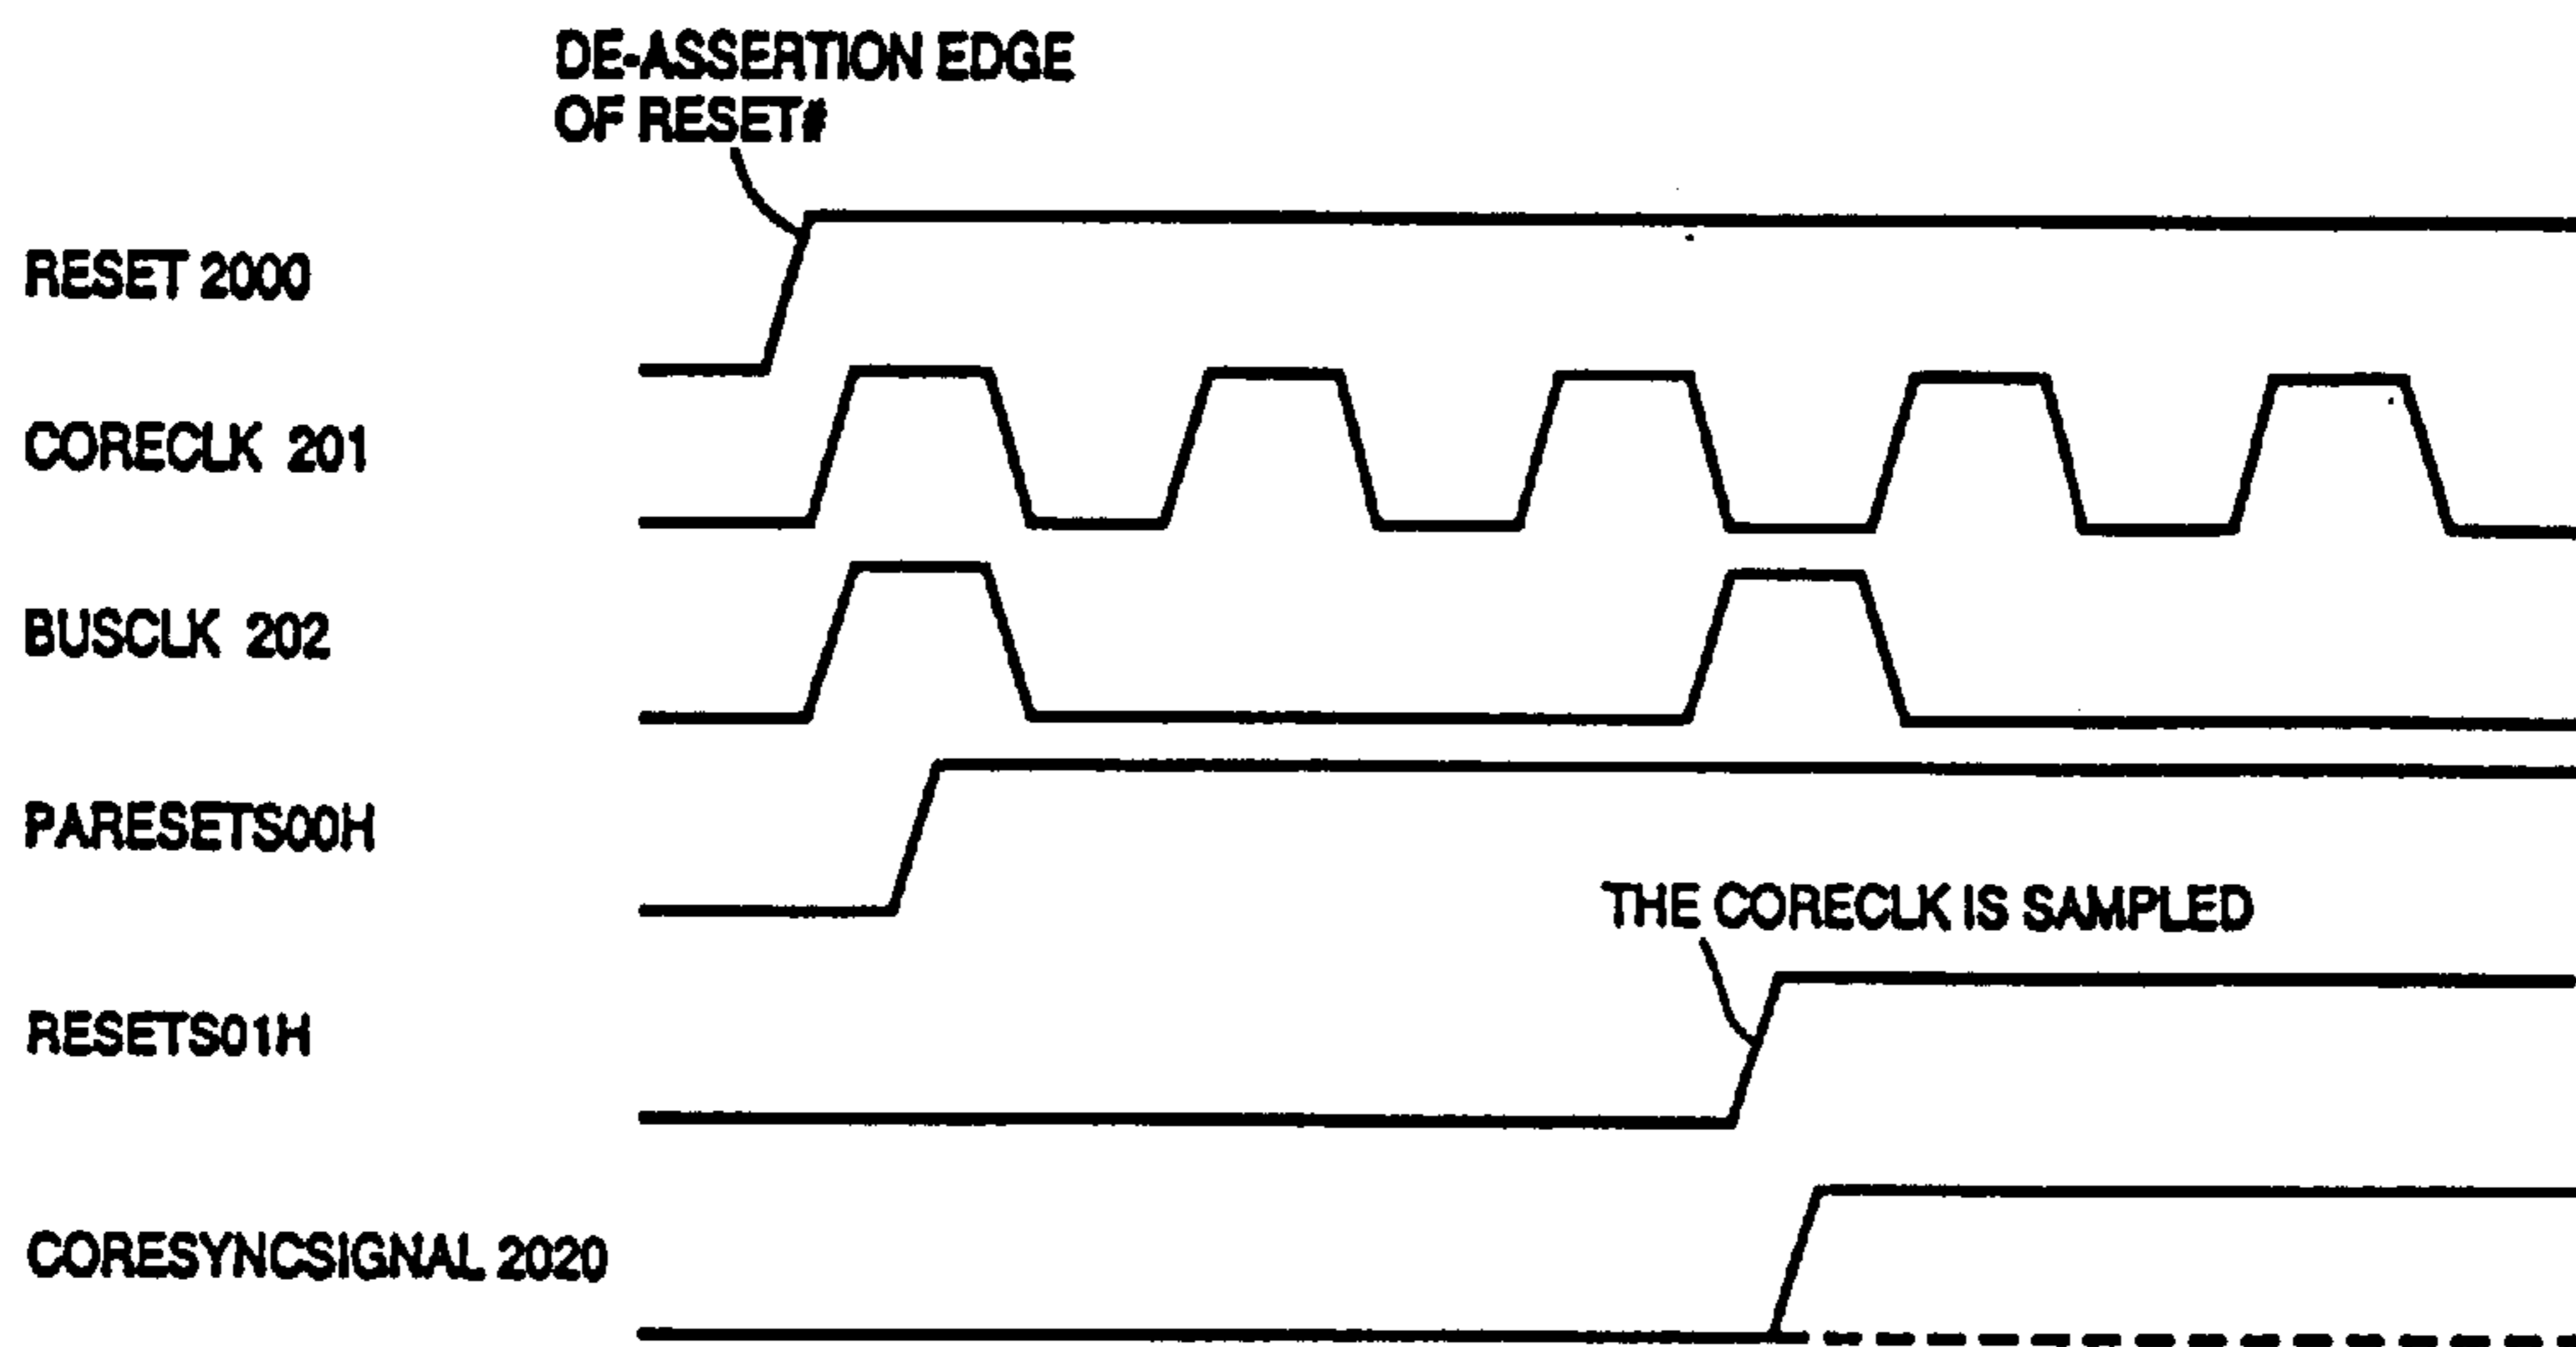 DE-ASSERTION EDGE
OF RESET#
RESET 2000
CORECLK 201
BUSCLK 202
PARESETS00H
THE CORECLK IS SAMPLED
RESETS01H
CORESYNCSIGNAL 2020